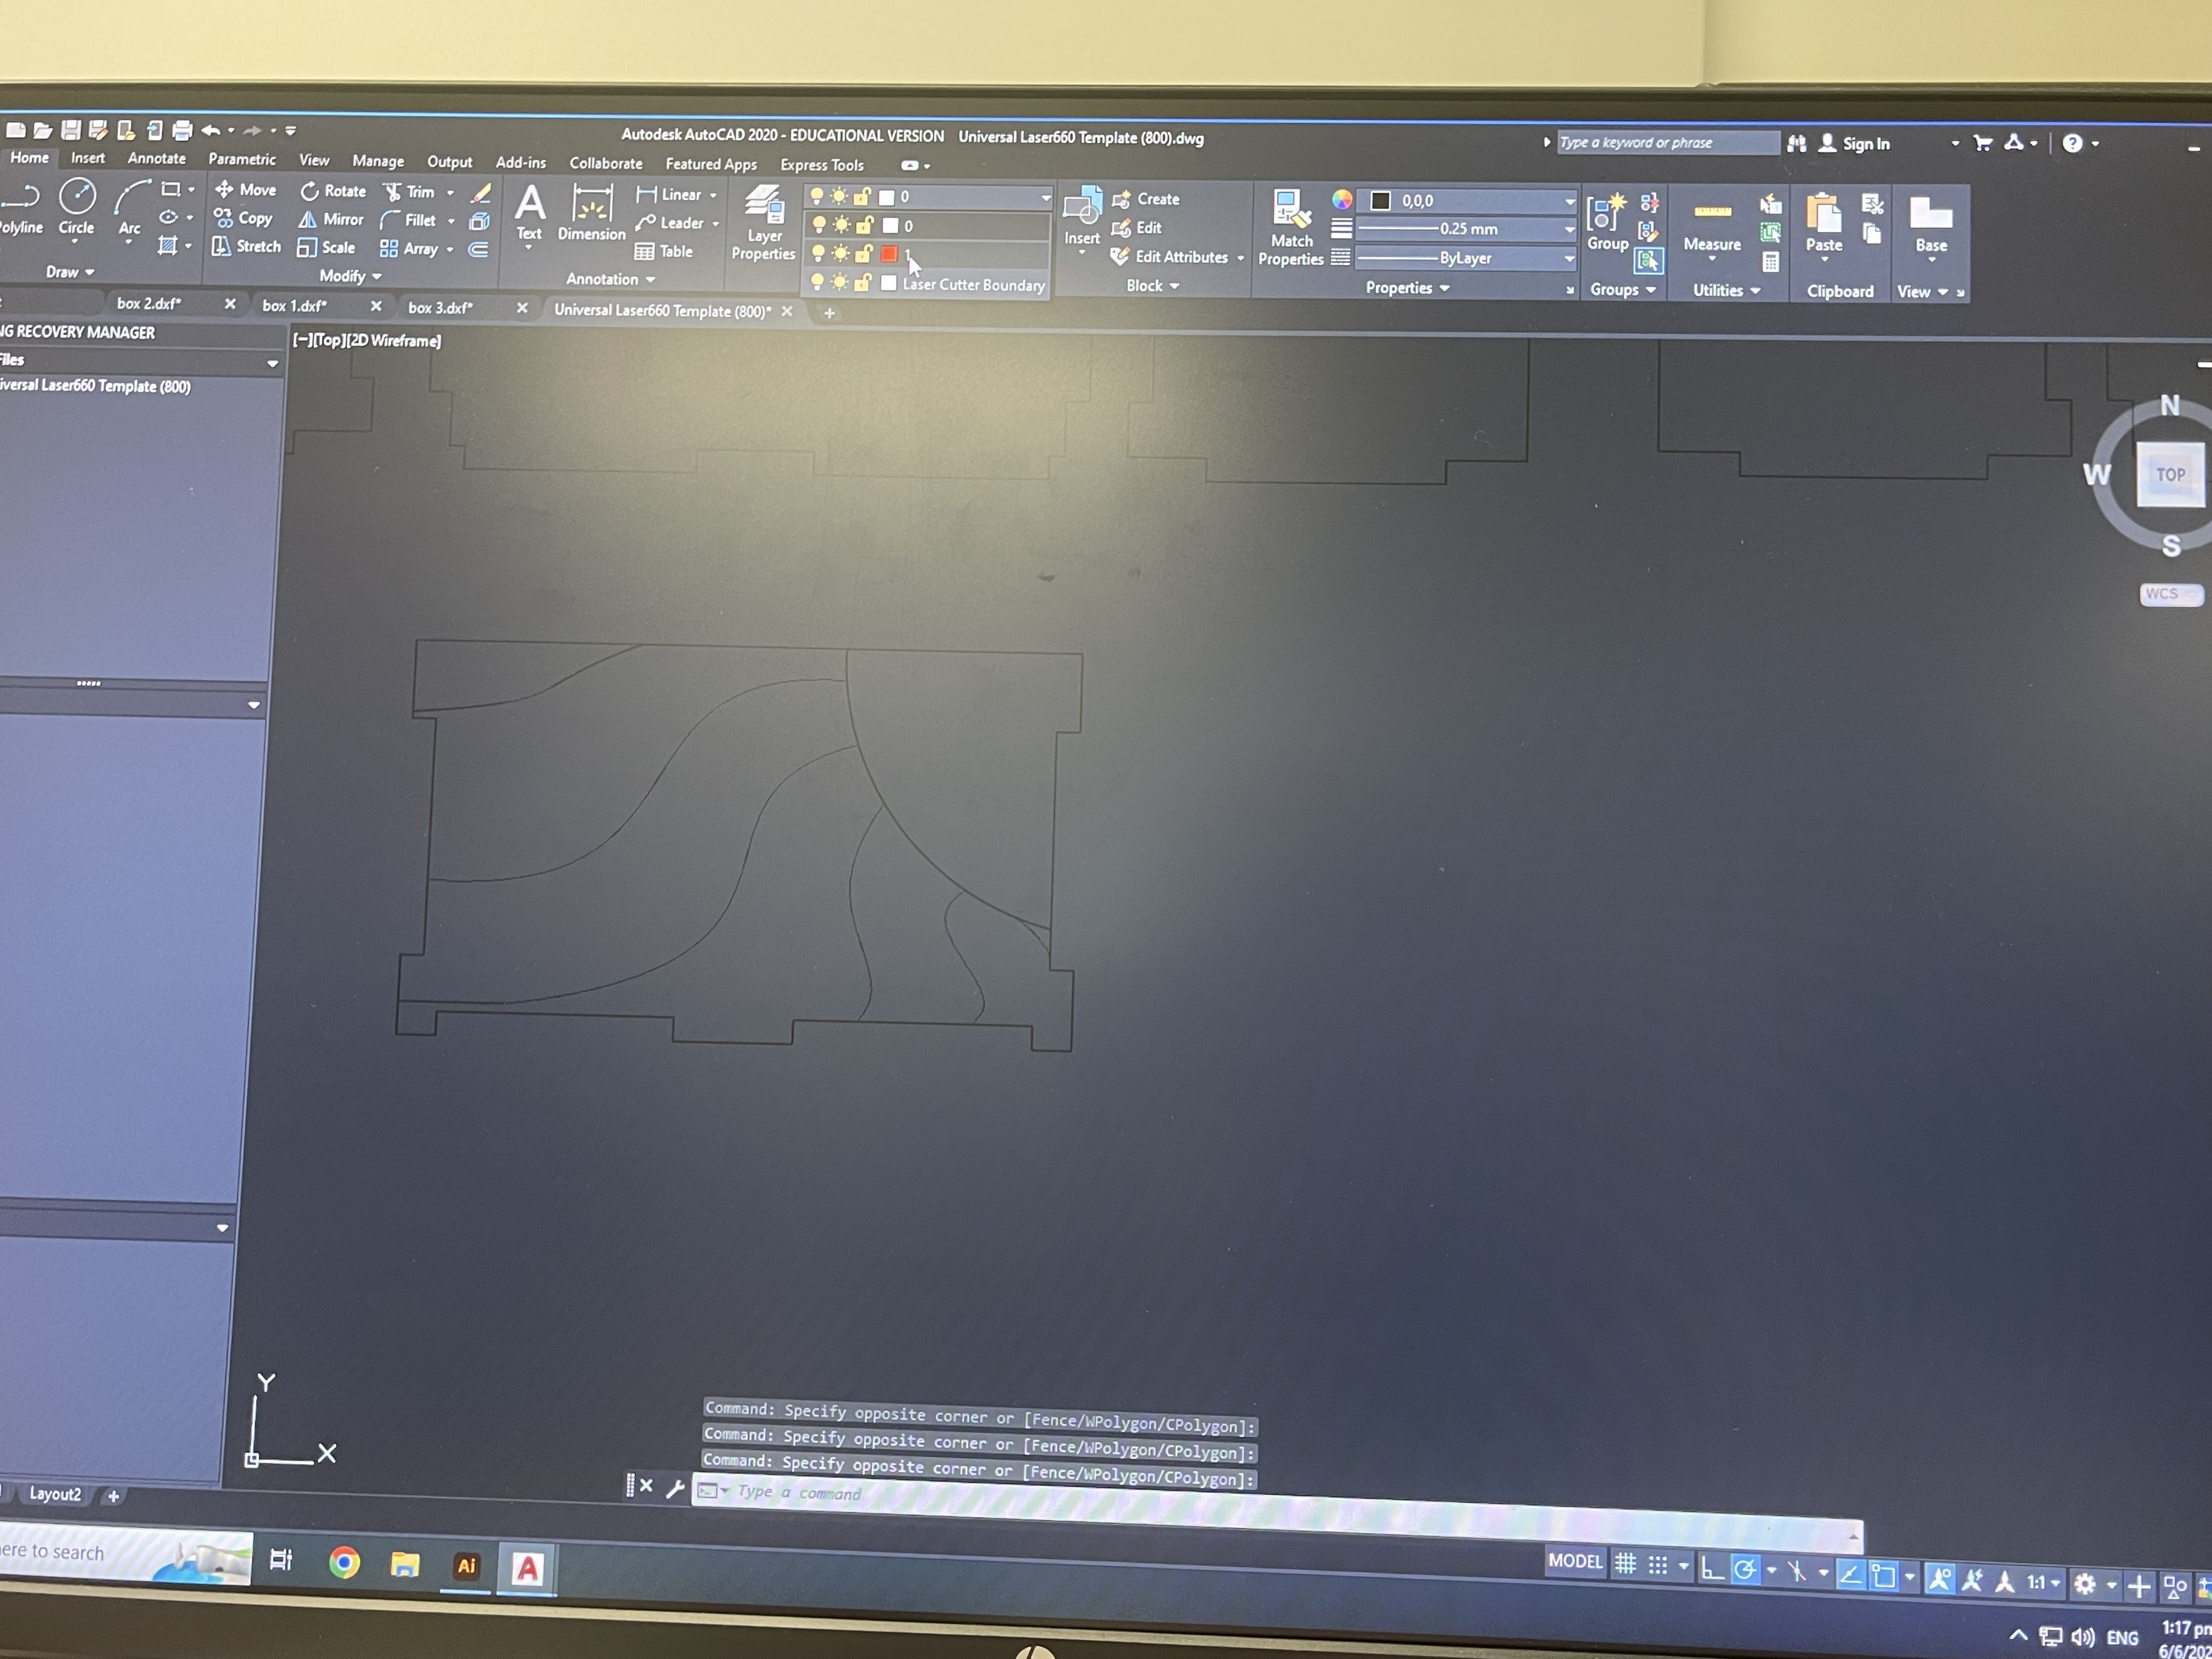 Autodesk AutoCAD 2020 - EDUCATIONAL VERSION Universal Laser660 Template (800).dwg
Type a keyword or phrase
Sign In
Home Insert Annotate Parametric View Manage Output Add-ins Collaborate Featured Apps Express Tools
olyline Circle Arc
Draw
Move Rotate Trim
Copy Mirror Fillet
Stretch Scale Array
Modify
Text Dimension
Linear
Leader
Table
Annotation
Layer
Properties
0
0
1
Laser Cutter Boundary
Insert
Create
Edit
Edit Attributes
Block
Match
Properties
0,0,0
0.25 mm
ByLayer
Properties
Group
Groups
Measure
Utilities
Paste
Clipboard
Base
View
box 2.dxf* box 1.dxf* box 3.dxf* Universal Laser660 Template (800)*
NG RECOVERY MANAGER
Files
iversal Laser660 Template (800)
[−][Top][2D Wireframe]
N
W TOP
S
WCS
Y
X
Command: Specify opposite corner or [Fence/WPolygon/CPolygon]:
Command: Specify opposite corner or [Fence/WPolygon/CPolygon]:
Command: Specify opposite corner or [Fence/WPolygon/CPolygon]:
Type a command
Layout2
MODEL 1:1
here to search
Ai A
ENG
1:17 pm
6/6/202
hp